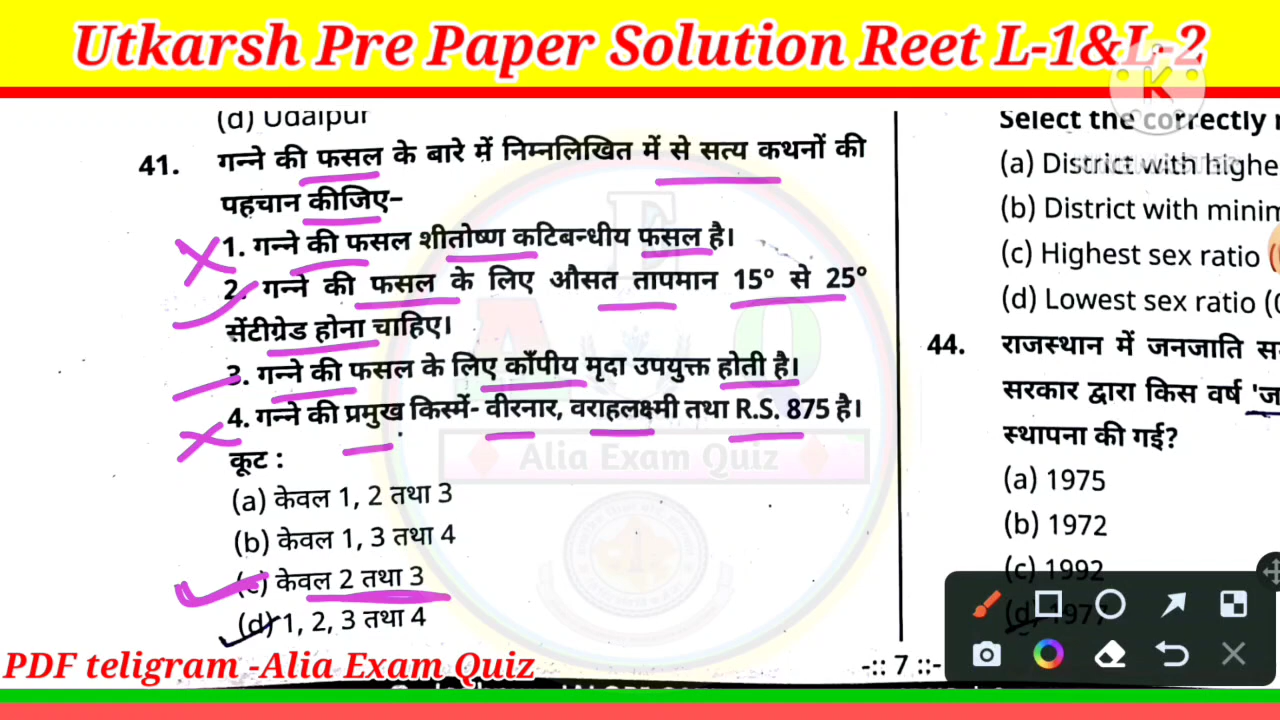 Utkarsh Pre Paper Solution Reet L-1&L-2
K
(d) Udaipur
41. गन्ने की फसल के बारे में निम्नलिखित में से सत्य कथनों की
पहचान कीजिए-
1. गन्ने की फसल शीतोष्ण कटिबन्धीय फसल है।
2. गन्ने की फसल के लिए औसत तापमान 15° से 25°
सेंटीग्रेड होना चाहिए।
3. गन्ने की फसल के लिए काँपीय मृदा उपयुक्त होती है।
4. गन्ने की प्रमुख किस्में- वीरनार, वराहलक्ष्मी तथा R.S. 875 है।
कूट :
(a) केवल 1, 2 तथा 3
(b) केवल 1, 3 तथा 4
(c) केवल 2 तथा 3
(d) 1, 2, 3 तथा 4
Alia Exam Quiz
Select the correctly
(a) District with highe
(b) District with minim
(c) Highest sex ratio
(d) Lowest sex ratio (
44. राजस्थान में जनजाति
सरकार द्वारा किस वर्ष
स्थापना की गई?
(a) 1975
(b) 1972
(c) 1992
(d) 1977
-:: 7 ::-
PDF teligram -Alia Exam Quiz